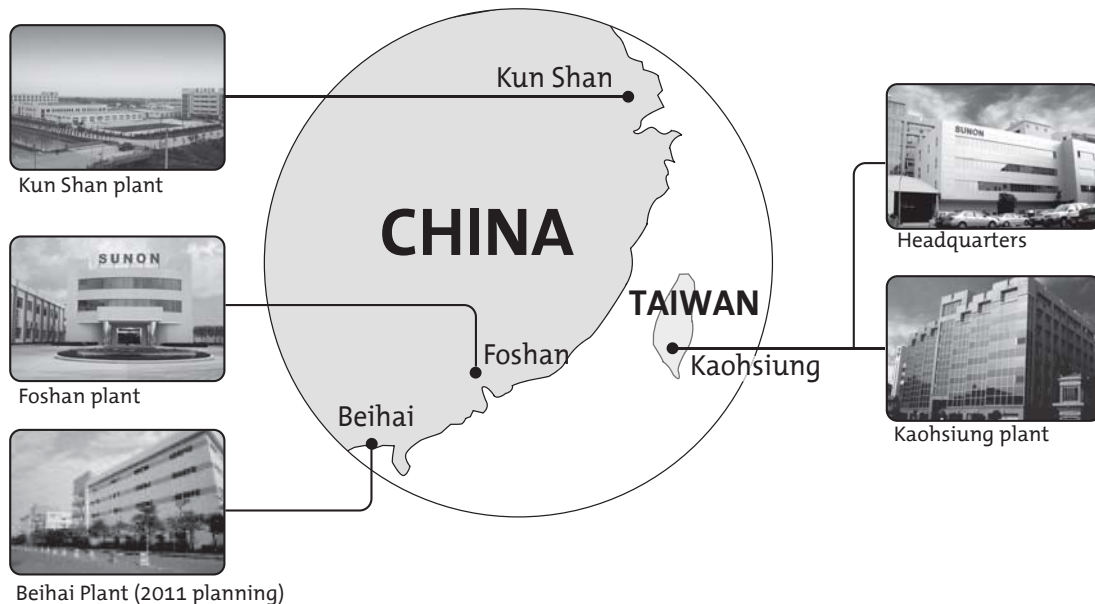 Kun Shan
Kun Shan plant
SUNON
Headquarters
CHINA
SUNON
TAIWAN
Foshan
Kaohsiung
Foshan plant
Beihai
Kaohsiung plant
Beihai Plant (2011 planning)